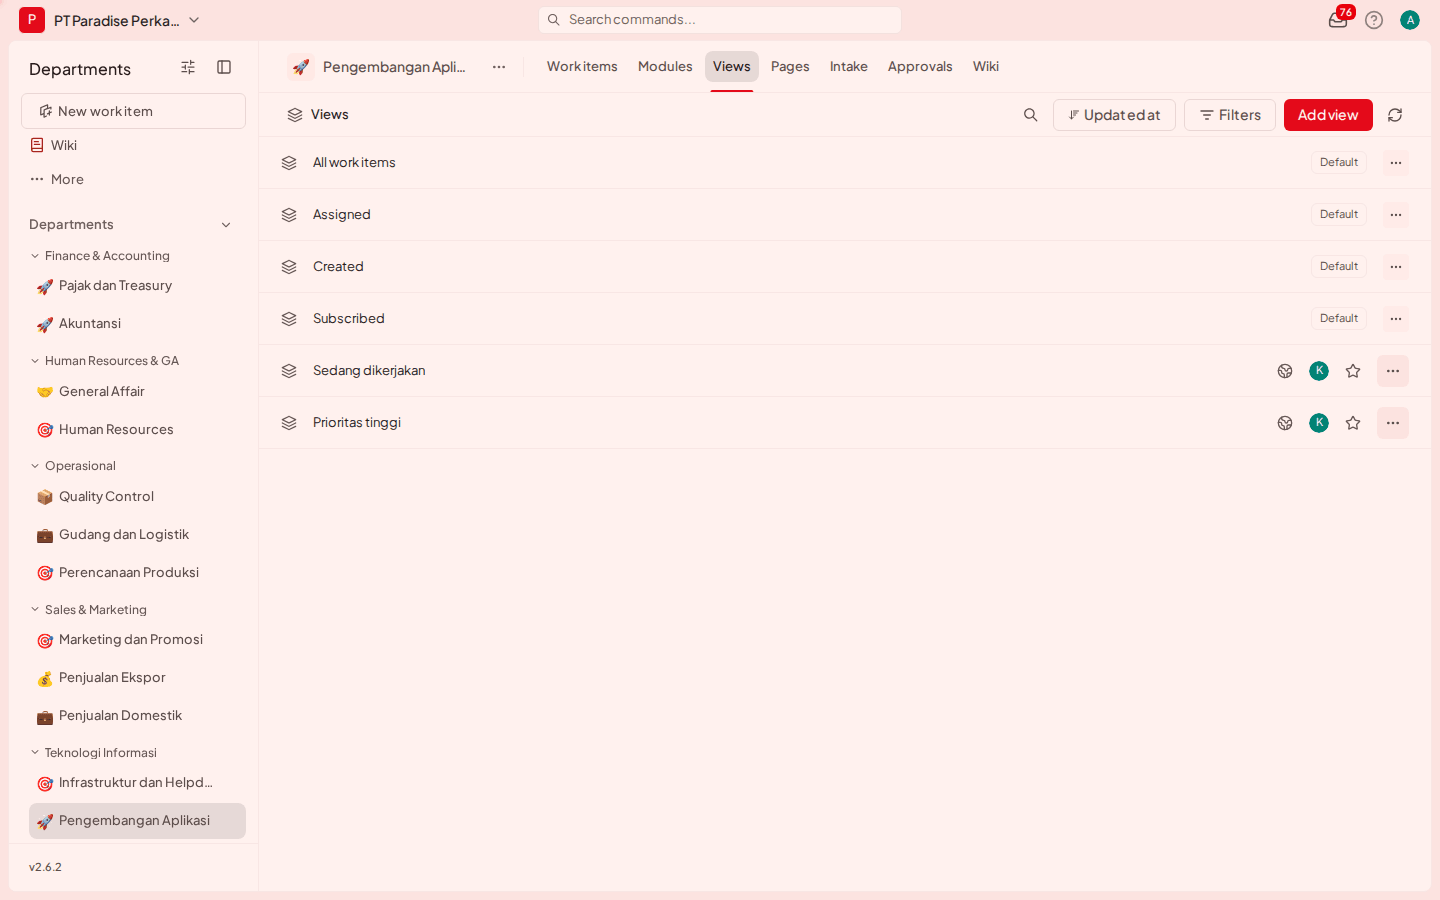 P PT Paradise Perka...
Search commands...
76
A
Departments
New work item
Wiki
More
Departments
Finance & Accounting
Pajak dan Treasury
Akuntansi
Human Resources & GA
General Affair
Human Resources
Operasional
Quality Control
Gudang dan Logistik
Perencanaan Produksi
Sales & Marketing
Marketing dan Promosi
Penjualan Ekspor
Penjualan Domestik
Teknologi Informasi
Infrastruktur dan Helpd...
Pengembangan Aplikasi
v2.6.2
Pengembangan Apli...
Work items Modules Views Pages Intake Approvals Wiki
Views
Updated at Filters Add view
All work items Default
Assigned Default
Created Default
Subscribed Default
Sedang dikerjakan K
Prioritas tinggi K